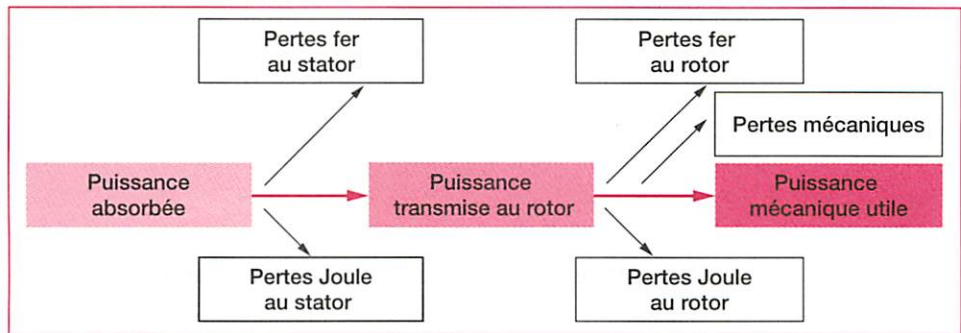 Pertes fer
au stator
Pertes fer
au rotor
Pertes mécaniques
Puissance
absorbée
Puissance
transmise au rotor
Puissance
mécanique utile
Pertes Joule
au stator
Pertes Joule
au rotor